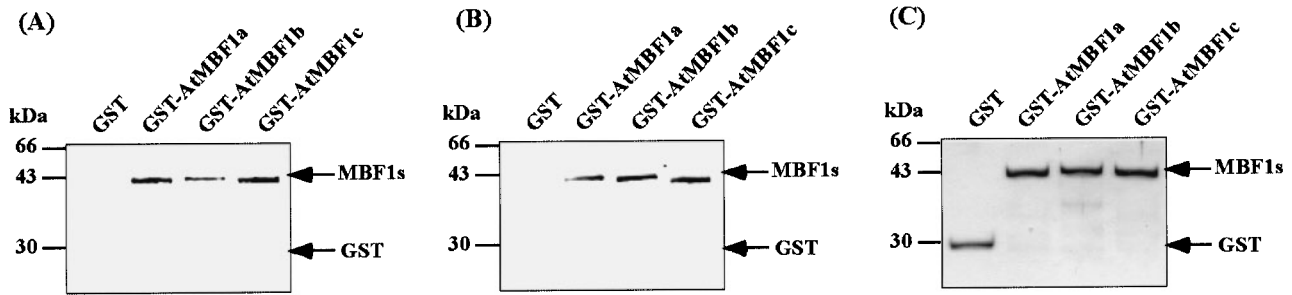 (A)
GST
GST-AtMBF1a
GST-AtMBF1b
GST-AtMBF1c
kDa
66
43
30
MBF1s
GST
(B)
GST
GST-AtMBF1a
GST-AtMBF1b
GST-AtMBF1c
kDa
66
43
30
MBF1s
GST
(C)
GST
GST-AtMBF1a
GST-AtMBF1b
GST-AtMBF1c
kDa
66
43
30
MBF1s
GST